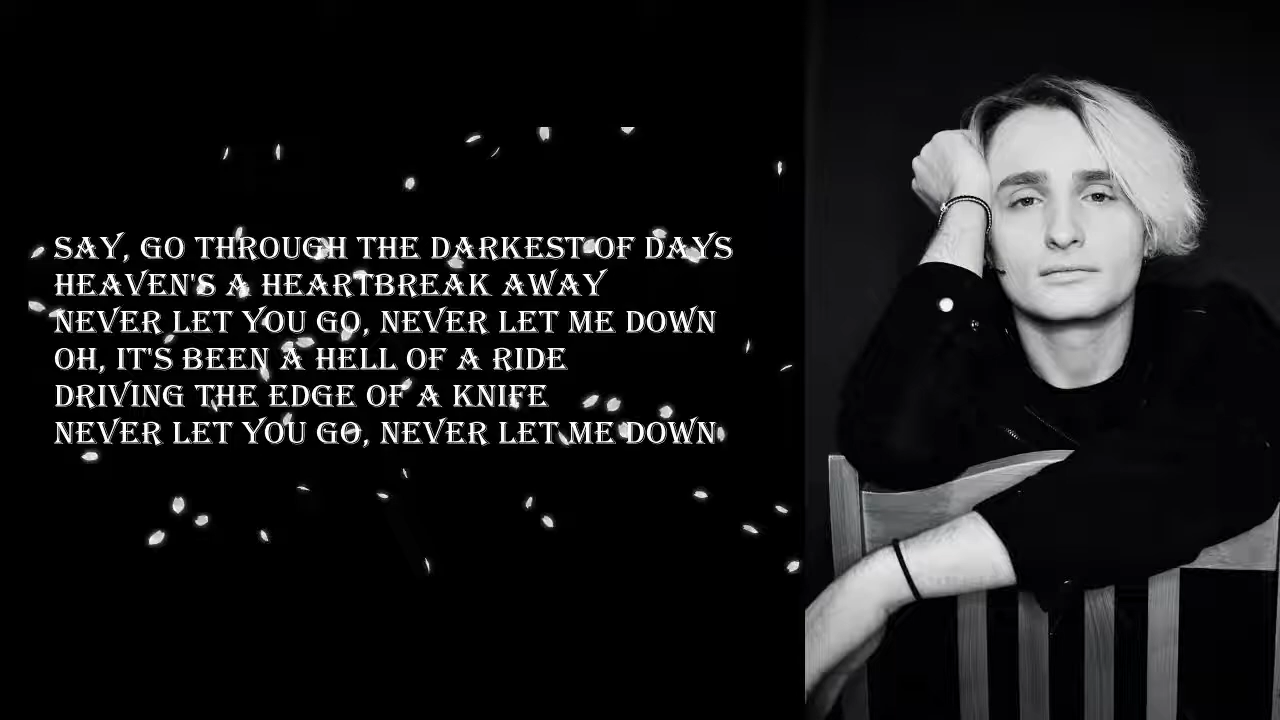 SAY, GO THROUGH THE DARKEST OF DAYS
HEAVEN'S A HEARTBREAK AWAY
NEVER LET YOU GO, NEVER LET ME DOWN
OH, IT'S BEEN A HELL OF A RIDE
DRIVING THE EDGE OF A KNIFE
NEVER LET YOU GO, NEVER LET ME DOWN